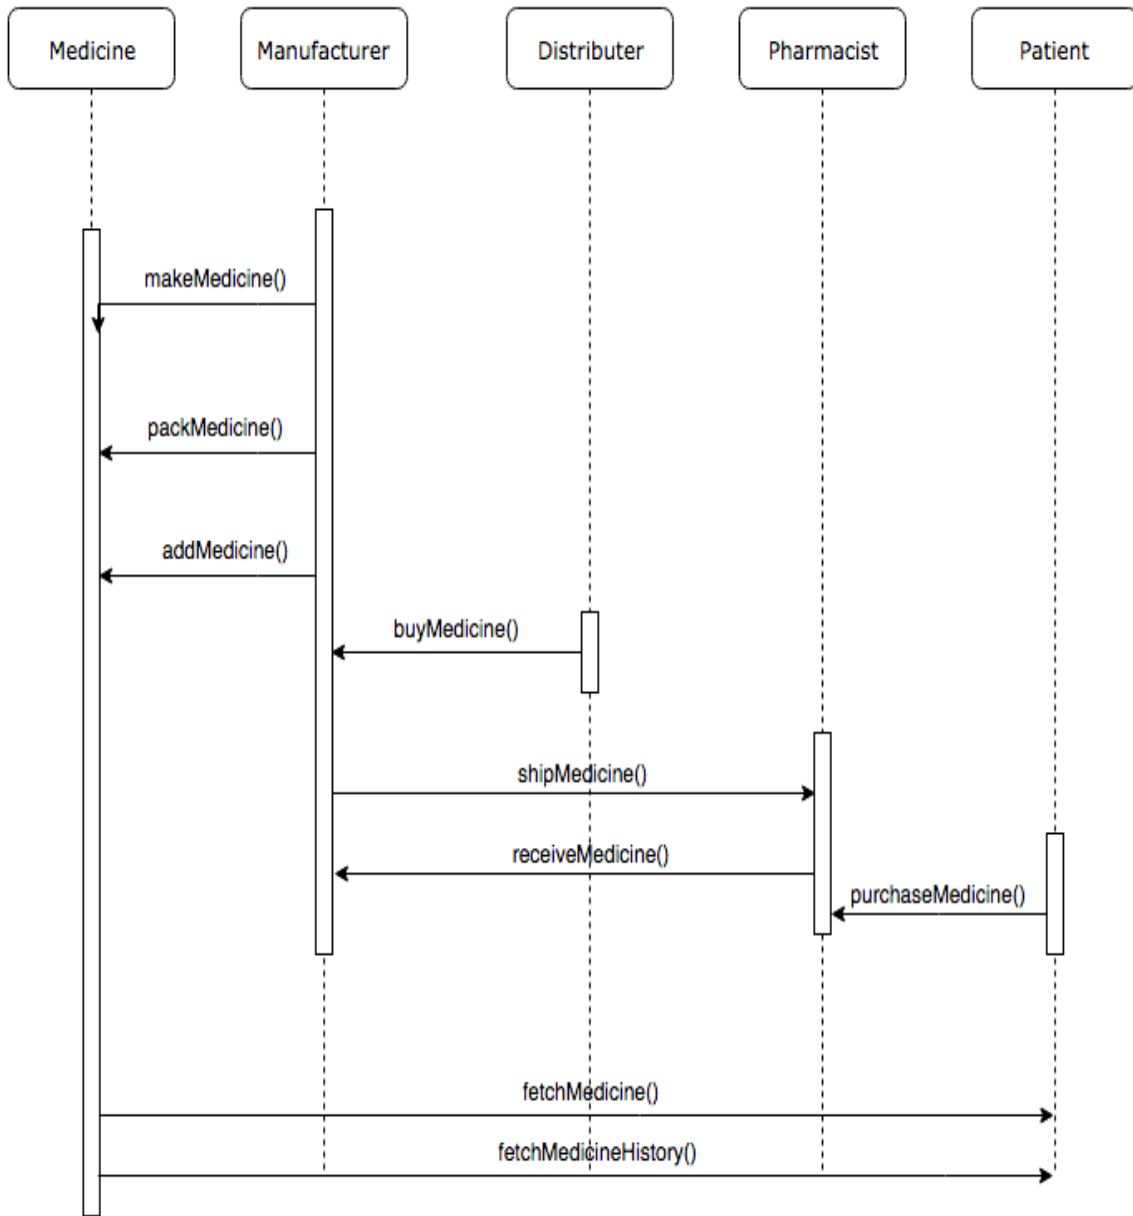 Medicine
Manufacturer
Distributer
Pharmacist
Patient
makeMedicine()
packMedicine()
addMedicine()
buyMedicine()
shipMedicine()
receiveMedicine()
purchaseMedicine()
fetchMedicine()
fetchMedicineHistory()